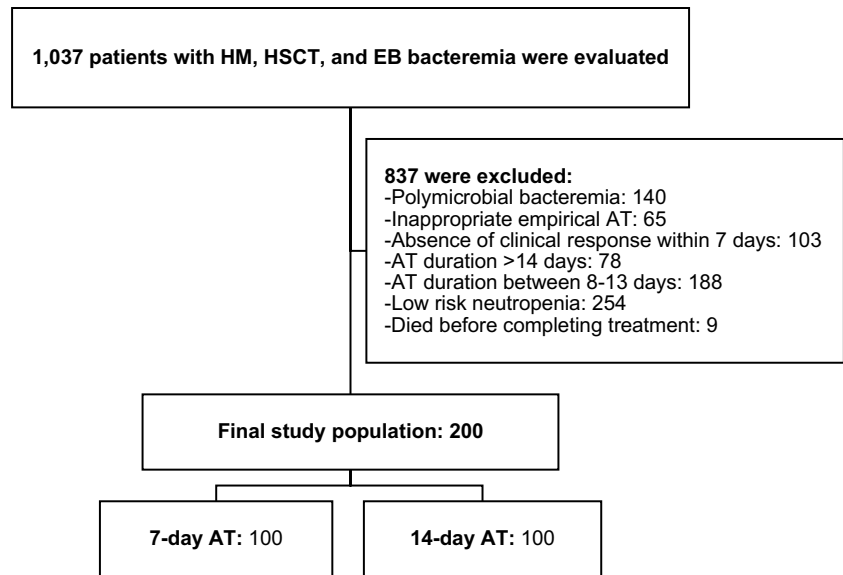 1,037 patients with HM, HSCT, and EB bacteremia were evaluated
837 were excluded:
-Polymicrobial bacteremia: 140
-Inappropriate empirical AT: 65
-Absence of clinical response within 7 days: 103
-AT duration >14 days: 78
-AT duration between 8-13 days: 188
-Low risk neutropenia: 254
-Died before completing treatment: 9
Final study population: 200
7-day AT: 100
14-day AT: 100